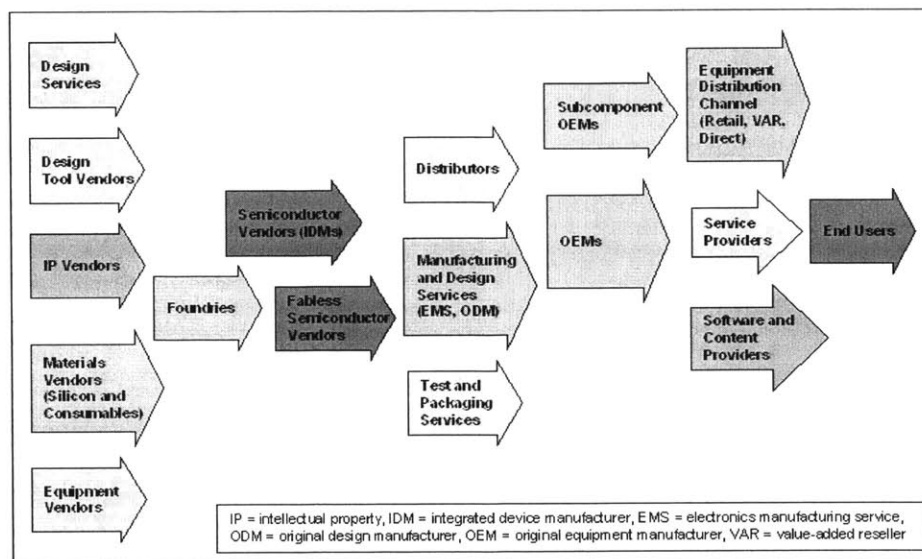 Design
Services
Design
Tool Vendors
IP Vendors
Materials
Vendors
(Silicon and
Consumables)
Equipment
Vendors
Foundries
Semiconductor
Vendors (IDMs)
Fabless
Semiconductor
Vendors
Distributors
Manufacturing
and Design
Services
(EMS, ODM)
Test and
Packaging
Services
Subcomponent
OEMs
OEMs
Equipment
Distribution
Channel
(Retail, VAR,
Direct)
Service
Providers
Software and
Content
Providers
End Users
IP = intellectual property, IDM = integrated device manufacturer, EMS = electronics manufacturing service,
ODM = original design manufacturer, OEM = original equipment manufacturer, VAR = value-added reseller